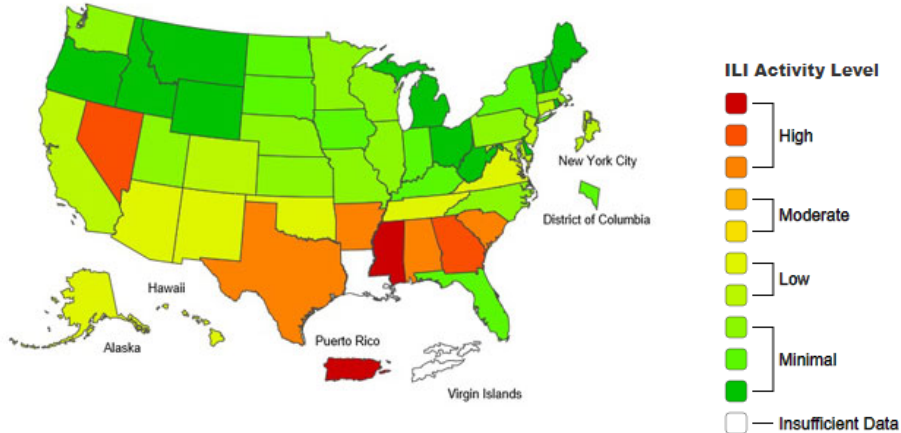 ILI Activity Level
High
New York City
District of Columbia
Moderate
Hawaii
Low
Alaska
Puerto Rico
Minimal
Virgin Islands
Insufficient Data